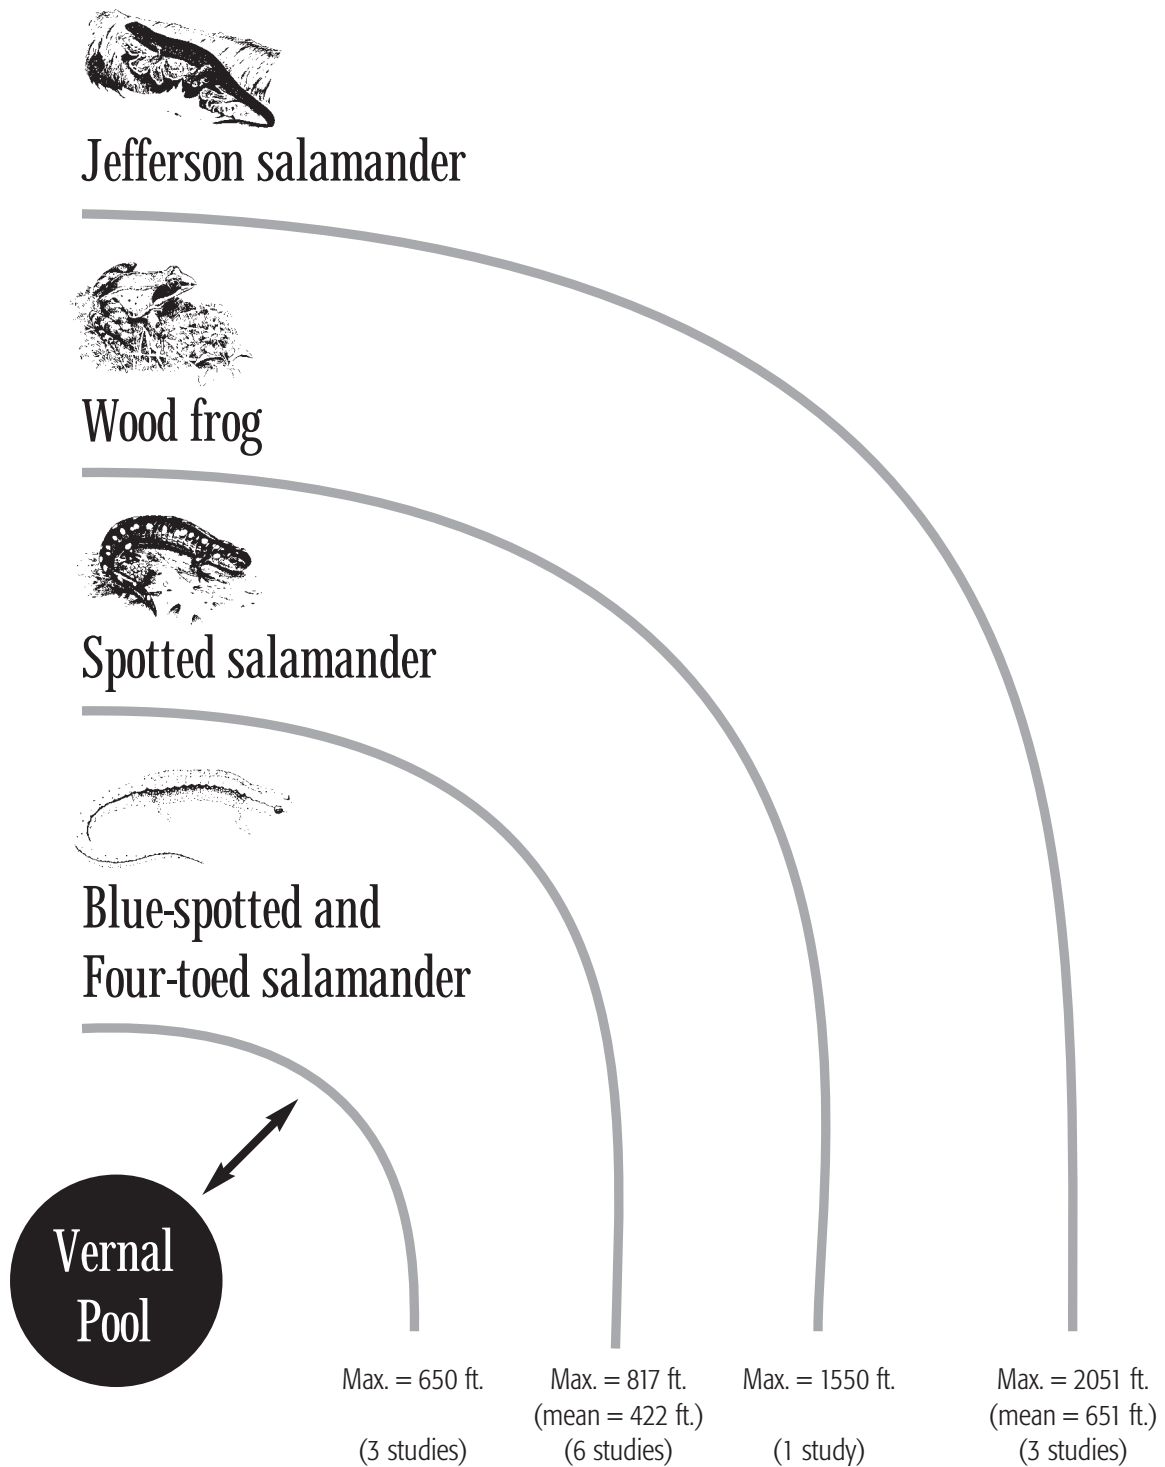 Jefferson salamander
Wood frog
Spotted salamander
Blue-spotted and
Four-toed salamander
Vernal
Pool
Max. = 650 ft.
(3 studies)
Max. = 817 ft.
(mean = 422 ft.)
(6 studies)
Max. = 1550 ft.
(1 study)
Max. = 2051 ft.
(mean = 651 ft.)
(3 studies)